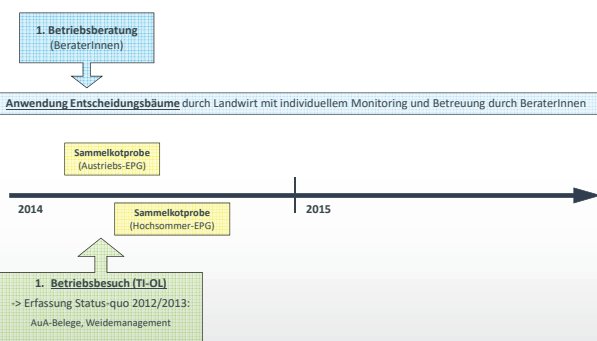 1. Betriebsberatung
(BeraterInnen)
Anwendung Entscheidungsbäume durch Landwirt mit individuellem Monitoring und Betreuung durch BeraterInnen
Sammelkotprobe
(Austriebs-EPG)
2014
Sammelkotprobe
(Hochsommer-EPG)
2015
1. Betriebsbesuch (TI-OL)
-> Erfassung Status-quo 2012/2013:
AuA-Belege, Weidemanagement